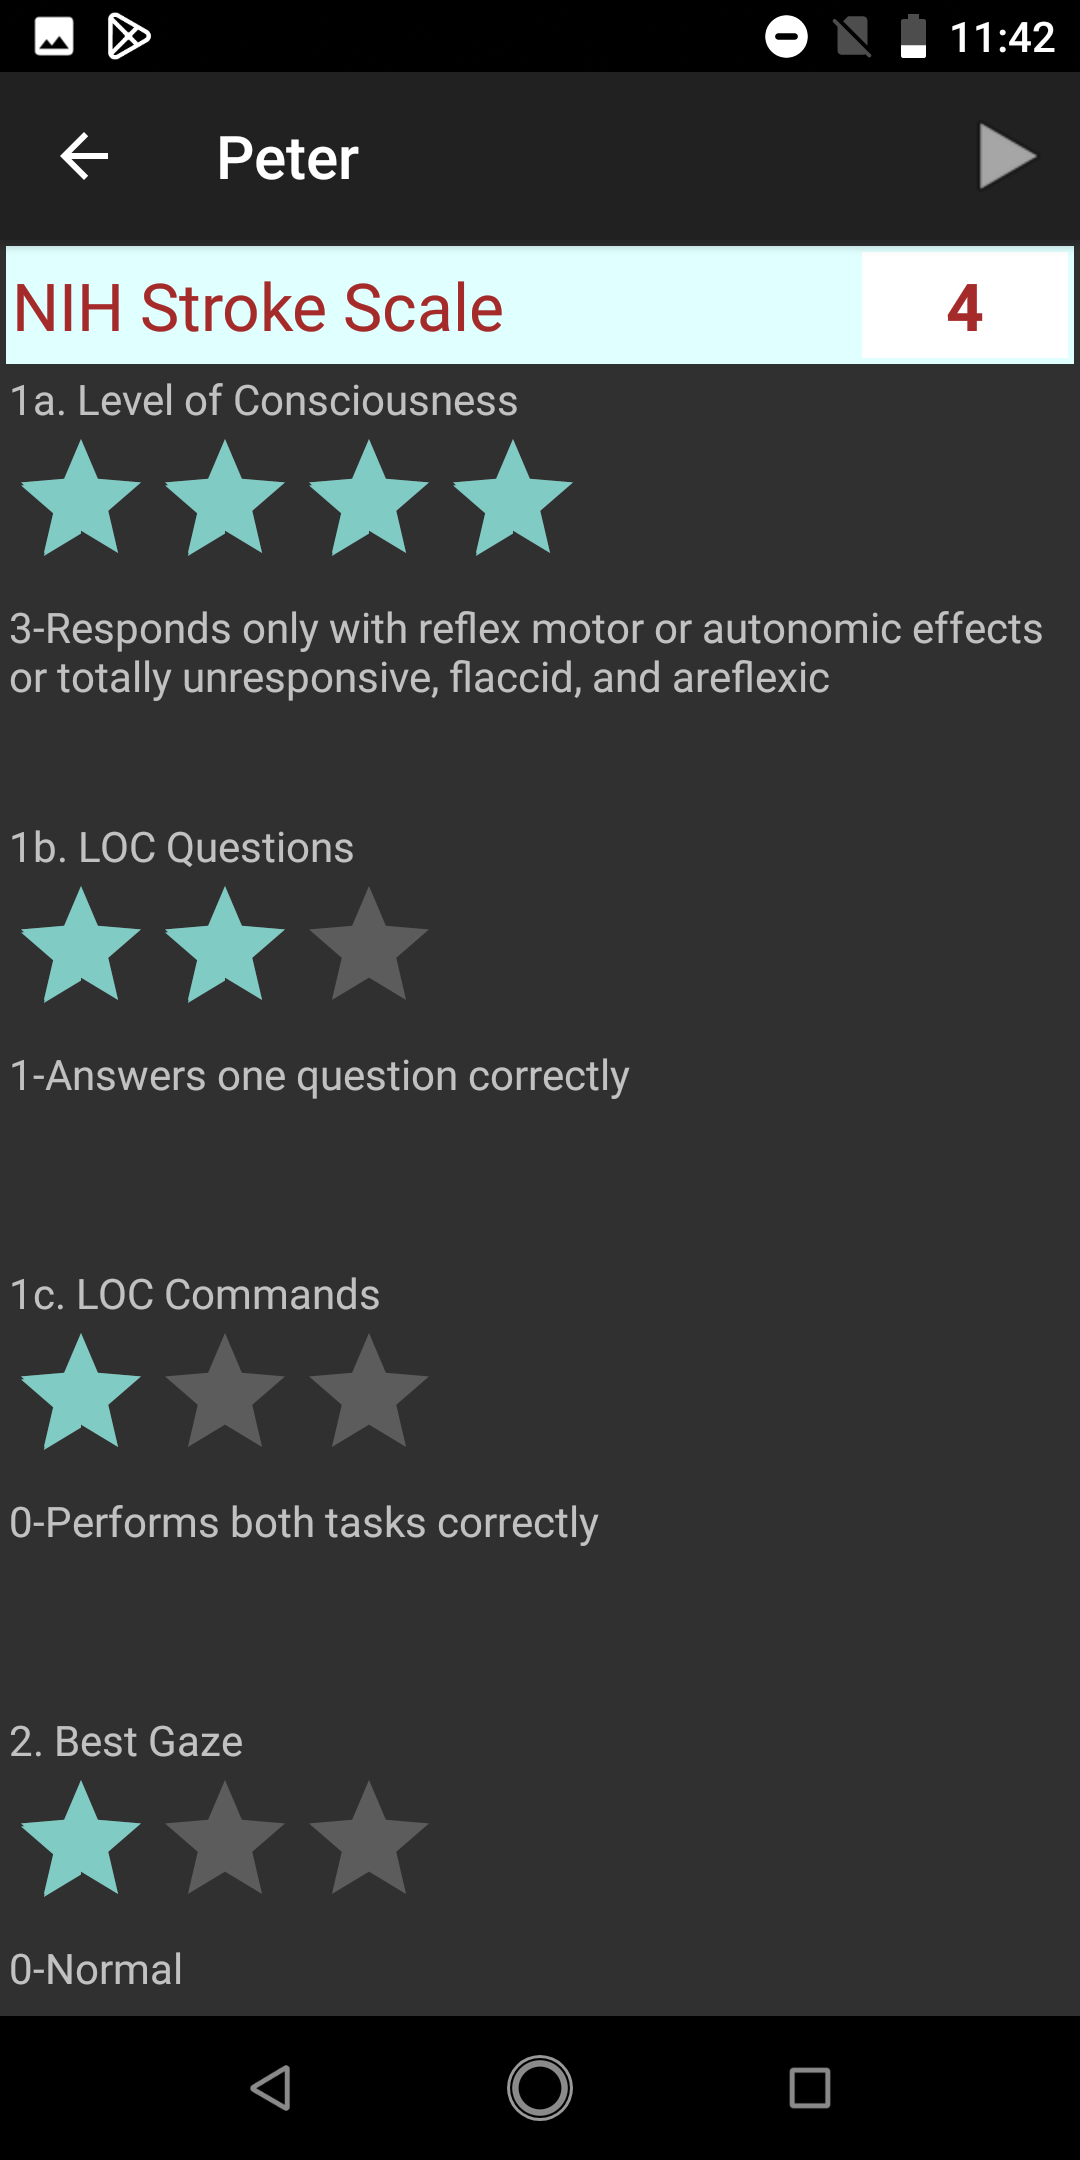 11:42
Peter
NIH Stroke Scale 4
1a. Level of Consciousness
3-Responds only with reflex motor or autonomic effects
or totally unresponsive, flaccid, and areflexic
1b. LOC Questions
1-Answers one question correctly
1c. LOC Commands
0-Performs both tasks correctly
2. Best Gaze
0-Normal